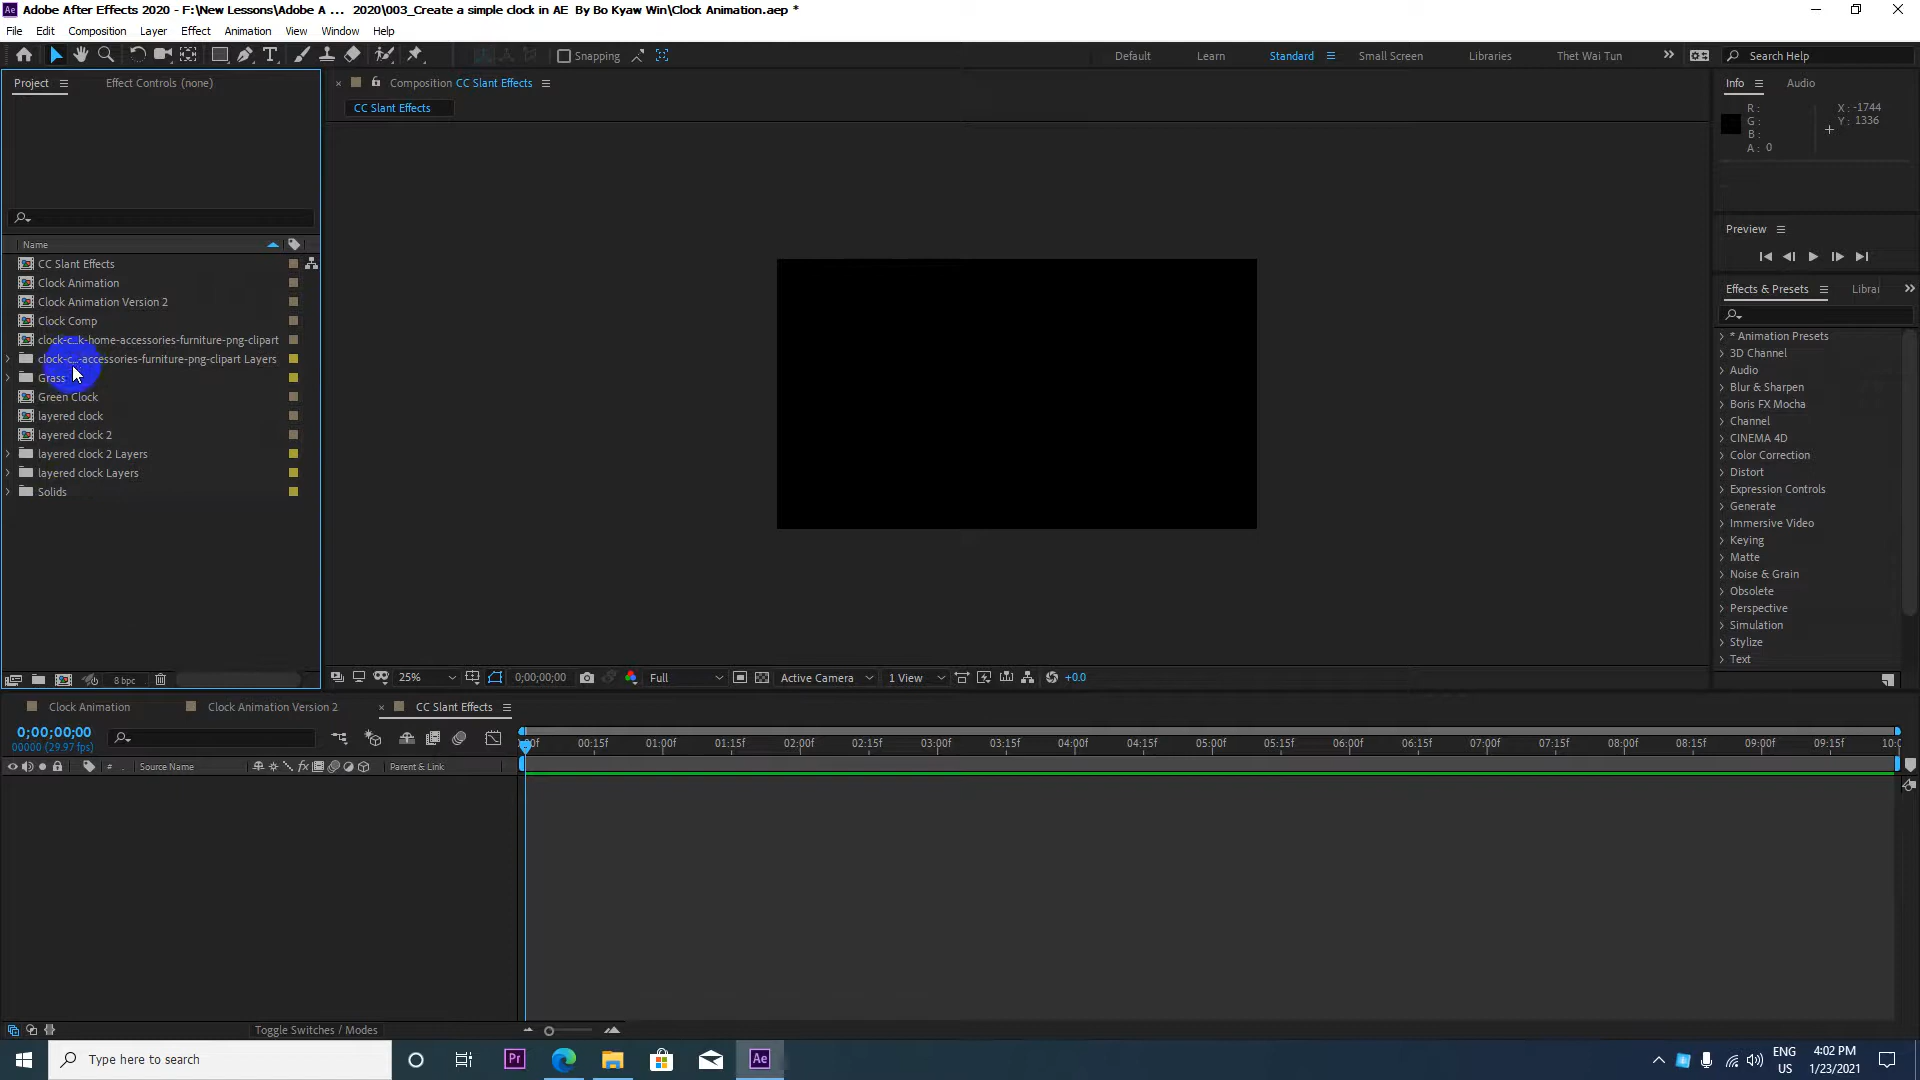 Adobe After Effects 2020 - F:\New Lessons\Adobe A ... 2020\003_Create a simple clock in AE By Bo Kyaw Win\Clock Animation.aep *
File Edit Composition Layer Effect Animation View Window Help
Snapping Default Learn Standard Small Screen Libraries Thet Wai Tun Search Help
Project Effect Controls (none) Composition CC Slant Effects Info Audio
CC Slant Effects
R :
G :
B :
A : 0
X : -1744
Y : 1336
Preview
Name
CC Slant Effects
Clock Animation
Clock Animation Version 2
Clock Comp
clock-c...k-home-accessories-furniture-png-clipart
clock-c...-accessories-furniture-png-clipart Layers
Grass
Green Clock
layered clock
layered clock 2
layered clock 2 Layers
layered clock Layers
Solids
Effects & Presets Librai
* Animation Presets
3D Channel
Audio
Blur & Sharpen
Boris FX Mocha
Channel
CINEMA 4D
Color Correction
Distort
Expression Controls
Generate
Immersive Video
Keying
Matte
Noise & Grain
Obsolete
Perspective
Simulation
Stylize
Text
8 bpc 25% 0;00;00;00 Full Active Camera 1 View +0.0
Clock Animation Clock Animation Version 2 CC Slant Effects
0;00;00;00
00000 (29.97 fps)
00f 00:15f 01:00f 01:15f 02:00f 02:15f 03:00f 03:15f 04:00f 04:15f 05:00f 05:15f 06:00f 06:15f 07:00f 07:15f 08:00f 08:15f 09:00f 09:15f 10:0
# Source Name fx Parent & Link
Toggle Switches / Modes
Type here to search
Pr
Ae
ENG
US
4:02 PM
1/23/2021